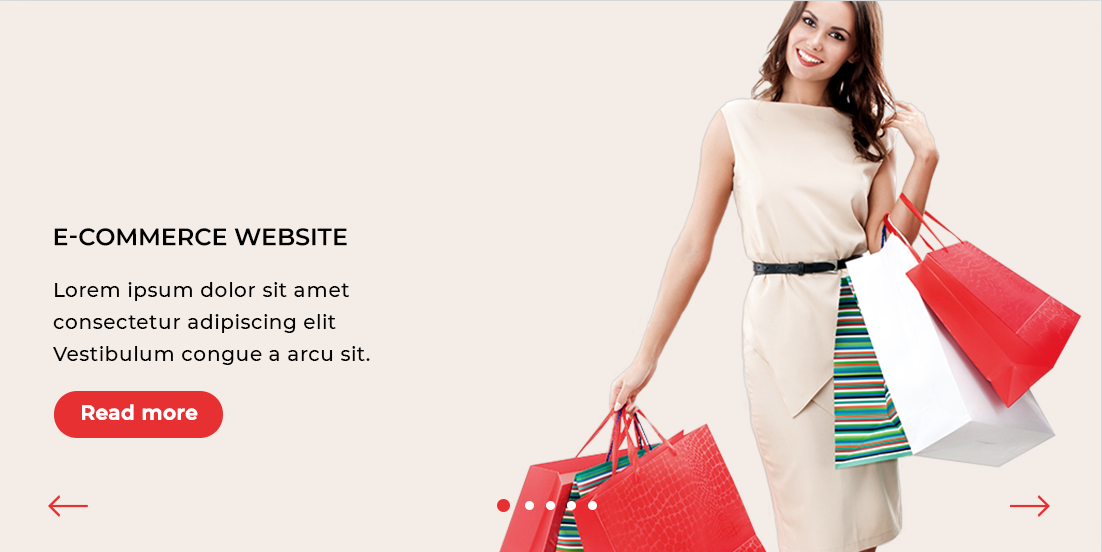 E-COMMERCE WEBSITE
Lorem ipsum dolor sit amet
consectetur adipiscing elit
Vestibulum congue a arcu sit.
Read more